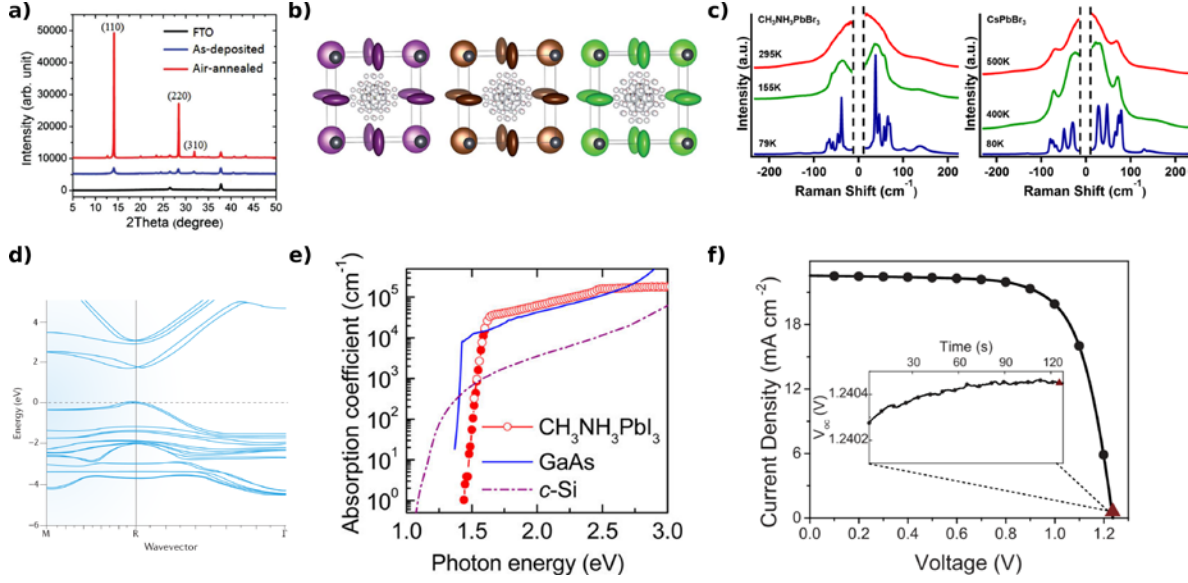 a)
50000
40000
30000
20000
10000
0
Intensity (arb. unit)
(110)
(220)
(310)
FTO
As-deposited
Air-annealed
5 10 15 20 25 30 35 40 45 50
2Theta (degree)
b)
c)
CH3NH3PbBr3
295K
155K
79K
Intensity (a.u.)
-200 -100 0 100 200
Raman Shift (cm-1)
CsPbBr3
500K
400K
80K
Intensity (a.u.)
-200 -100 0 100 200
Raman Shift (cm-1)
d)
4
2
0
−2
−4
−6
Energy (eV)
M R Γ
Wavevector
e)
Absorption coefficient (cm-1)
10^5
10^4
10^3
10^2
10^1
10^0
CH3NH3PbI3
GaAs
c-Si
1.0 1.5 2.0 2.5 3.0
Photon energy (eV)
f)
Current Density (mA cm-2)
24
18
12
6
0
Time (s)
30 60 90 120
1.2404
1.2402
Voc (V)
0.0 0.2 0.4 0.6 0.8 1.0 1.2
Voltage (V)